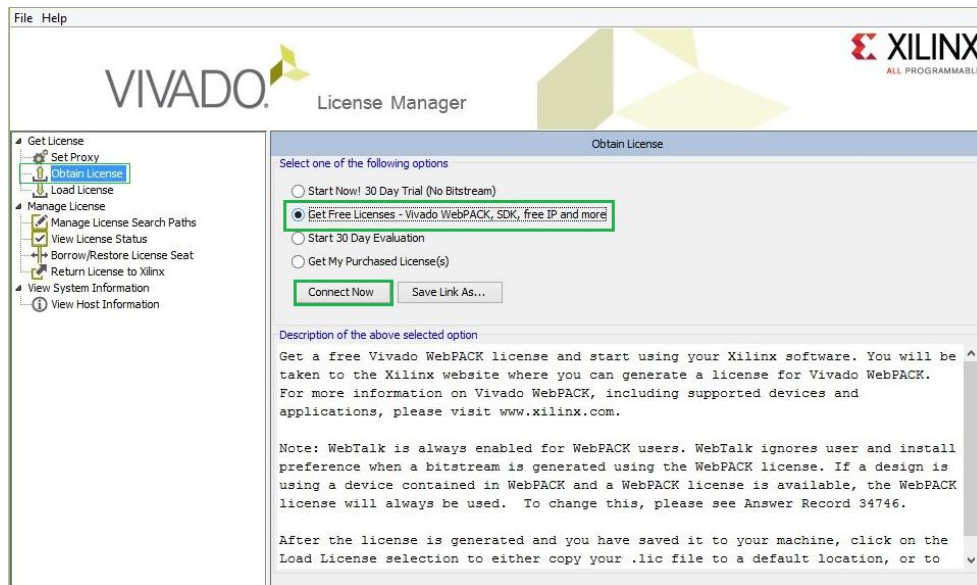 File Help
XILINX
ALL PROGRAMMABLE
VIVADO
License Manager
Get License
Set Proxy
Obtain License
Load License
Manage License
Manage License Search Paths
View License Status
Borrow/Restore License Seat
Return License to Xilinx
View System Information
View Host Information
Obtain License
Select one of the following options
Start Now! 30 Day Trial (No Bitstream)
Get Free Licenses - Vivado WebPACK, SDK, free IP and more
Start 30 Day Evaluation
Get My Purchased License(s)
Connect Now Save Link As...
Description of the above selected option
Get a free Vivado WebPACK license and start using your Xilinx software. You will be
taken to the Xilinx website where you can generate a license for Vivado WebPACK.
For more information on Vivado WebPACK, including supported devices and
applications, please visit www.xilinx.com.
Note: WebTalk is always enabled for WebPACK users. WebTalk ignores user and install
preference when a bitstream is generated using the WebPACK license. If a design is
using a device contained in WebPACK and a WebPACK license is available, the WebPACK
license will always be used. To change this, please see Answer Record 34746.
After the license is generated and you have saved it to your machine, click on the
Load License selection to either copy your .lic file to a default location, or to